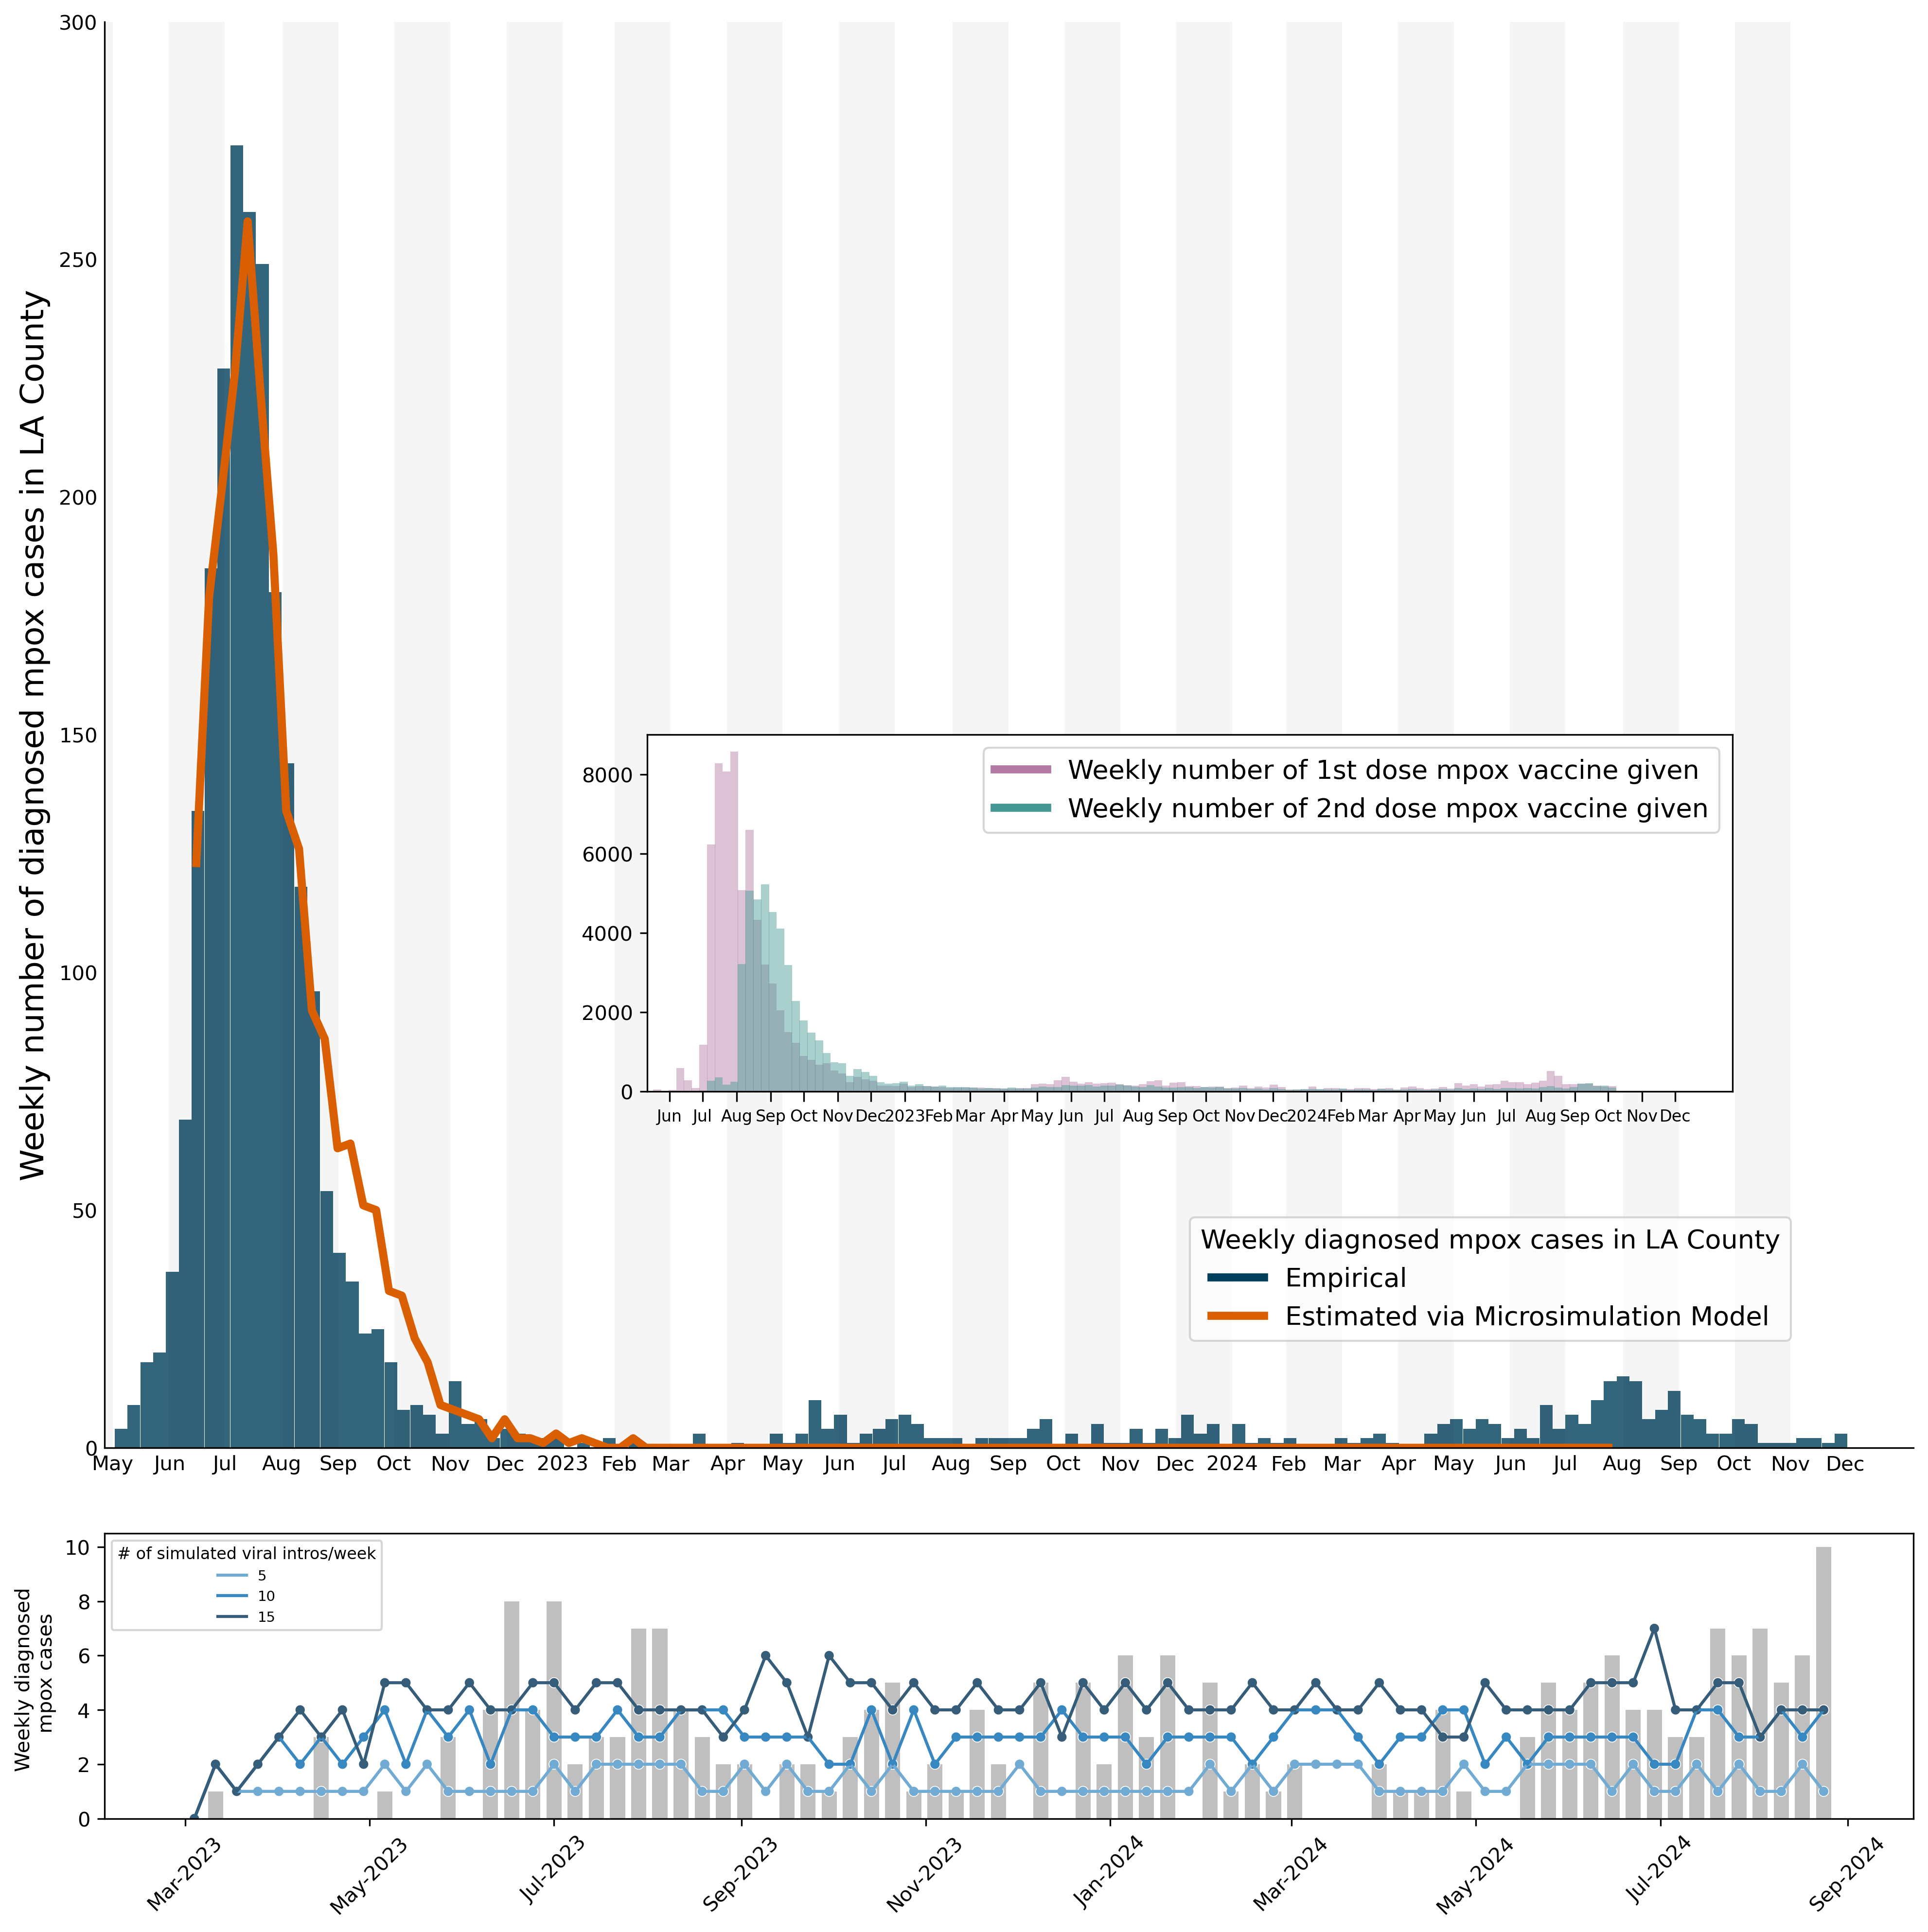 Weekly number of diagnosed mpox cases in LA County
300
250
200
150
100
50
0
8000
6000
4000
2000
0
Weekly number of 1st dose mpox vaccine given
Weekly number of 2nd dose mpox vaccine given
Jun Jul Aug Sep Oct Nov Dec 2023 Feb Mar Apr May Jun Jul Aug Sep Oct Nov Dec 2024 Feb Mar Apr May Jun Jul Aug Sep Oct Nov Dec
Weekly diagnosed mpox cases in LA County
Empirical
Estimated via Microsimulation Model
May Jun Jul Aug Sep Oct Nov Dec 2023 Feb Mar Apr May Jun Jul Aug Sep Oct Nov Dec 2024 Feb Mar Apr May Jun Jul Aug Sep Oct Nov Dec
Weekly diagnosed
mpox cases
10
8
6
4
2
0
# of simulated viral intros/week
5
10
15
Mar-2023 May-2023 Jul-2023 Sep-2023 Nov-2023 Jan-2024 Mar-2024 May-2024 Jul-2024 Sep-2024